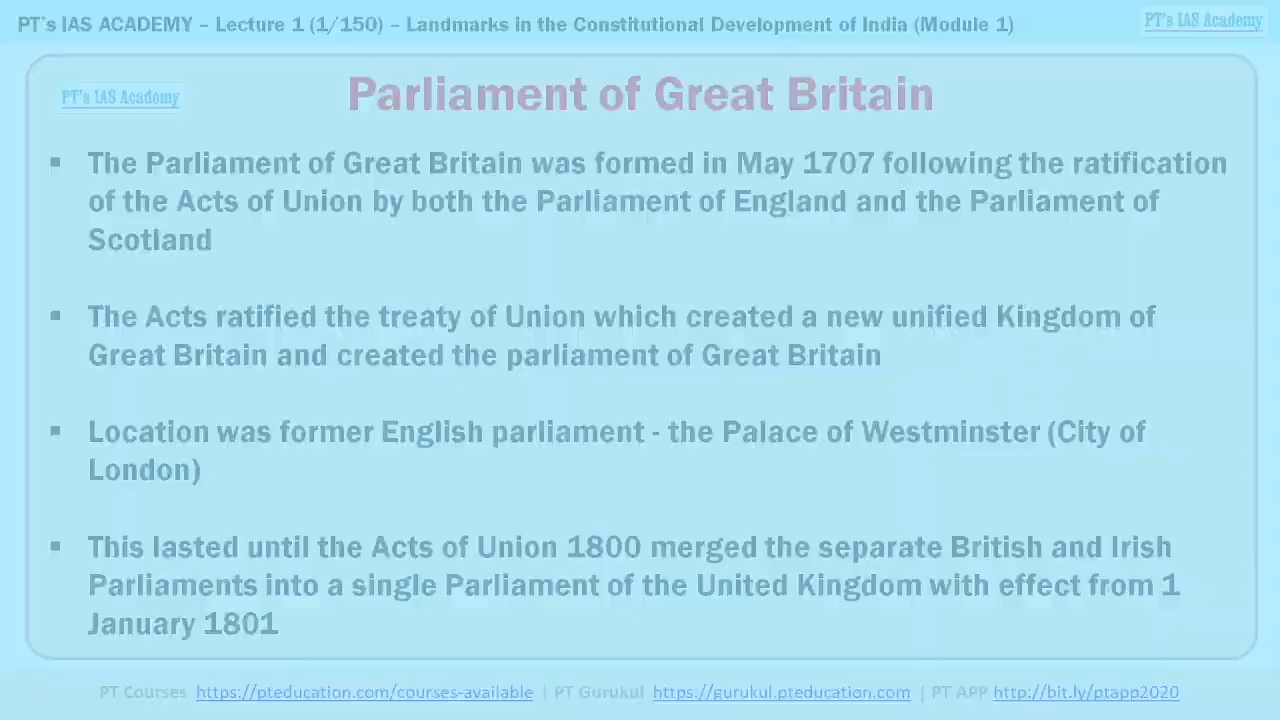 PT's IAS ACADEMY – Lecture 1 (1/150) – Landmarks in the Constitutional Development of India (Module 1)
PT's IAS Academy
PT's IAS Academy
Parliament of Great Britain
▪ The Parliament of Great Britain was formed in May 1707 following the ratification
of the Acts of Union by both the Parliament of England and the Parliament of
Scotland
▪ The Acts ratified the treaty of Union which created a new unified Kingdom of
Great Britain and created the parliament of Great Britain
▪ Location was former English parliament - the Palace of Westminster (City of
London)
▪ This lasted until the Acts of Union 1800 merged the separate British and Irish
Parliaments into a single Parliament of the United Kingdom with effect from 1
January 1801
PT Courses https://pteducation.com/courses-available | PT Gurukul https://gurukul.pteducation.com | PT APP http://bit.ly/ptapp2020